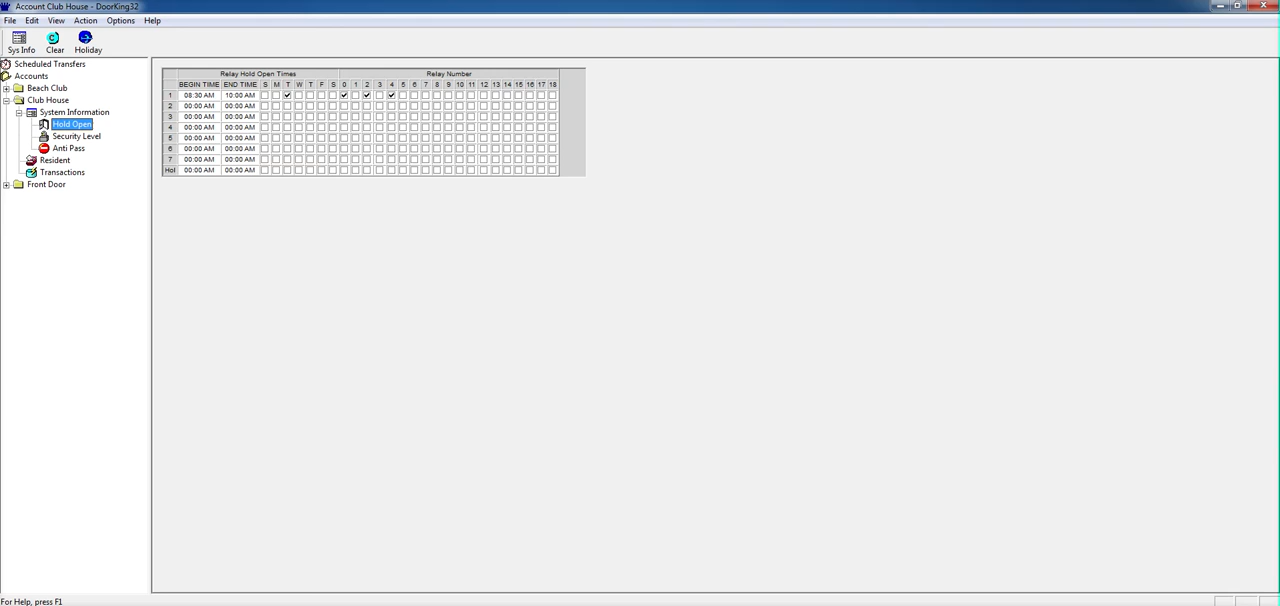 Account Club House - DoorKing32
File Edit View Action Options Help
Sys Info Clear Holiday
Scheduled Transfers
Accounts
Beach Club
Club House
System Information
Hold Open
Security Level
Anti Pass
Resident
Transactions
Front Door
Relay Hold Open Times Relay Number
BEGIN TIME END TIME S M T W T F S 0 1 2 3 4 5 6 7 8 9 10 11 12 13 14 15 16 17 18
1 08:30 AM 10:00 AM
2 00:00 AM 00:00 AM
3 00:00 AM 00:00 AM
4 00:00 AM 00:00 AM
5 00:00 AM 00:00 AM
6 00:00 AM 00:00 AM
7 00:00 AM 00:00 AM
Hol 00:00 AM 00:00 AM
For Help, press F1